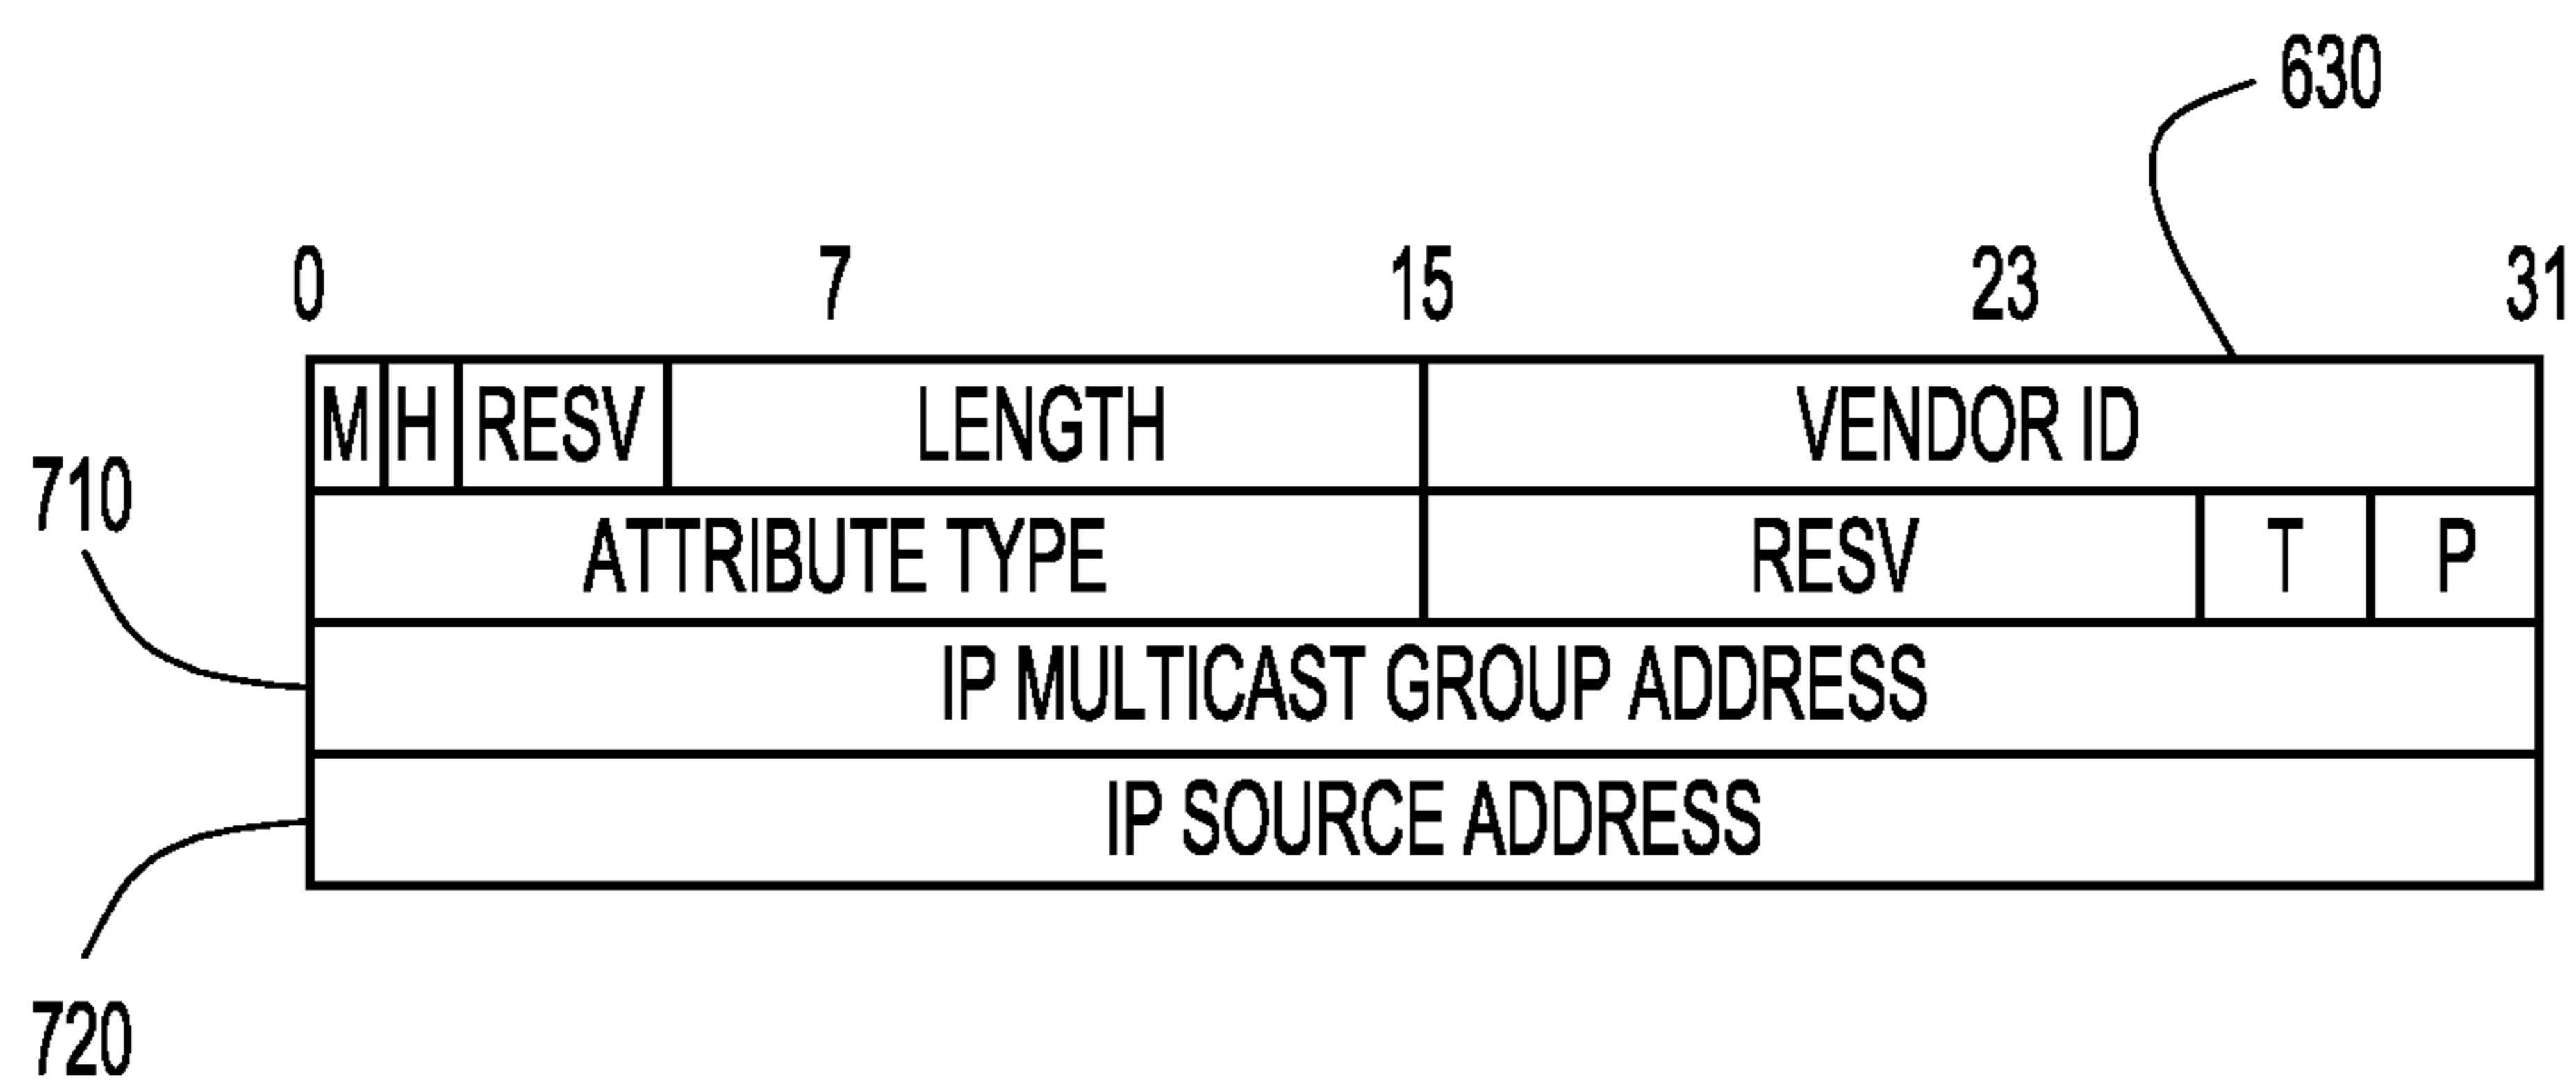 630
0 7 15 23 31
M H RESV LENGTH VENDOR ID
710
ATTRIBUTE TYPE RESV T P
IP MULTICAST GROUP ADDRESS
IP SOURCE ADDRESS
720